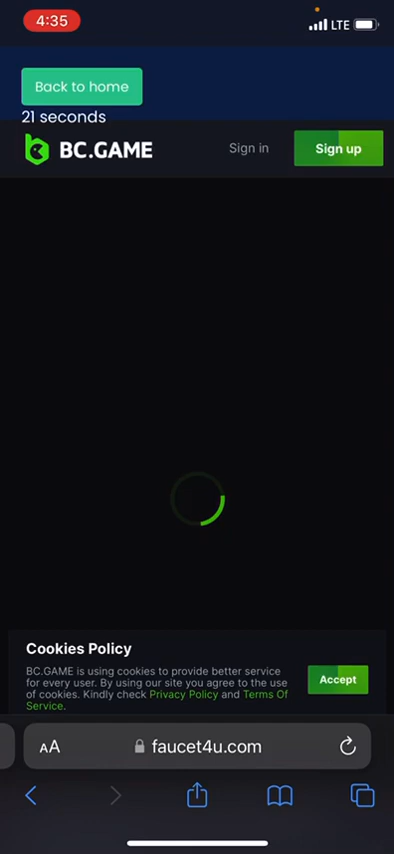 4:35
LTE
Back to home
21 seconds
BC.GAME
Sign in
Sign up
Cookies Policy
BC.GAME is using cookies to provide better service
for every user. By using our site you agree to the use
of cookies. Kindly check Privacy Policy and Terms Of
Service.
Accept
AA
faucet4u.com